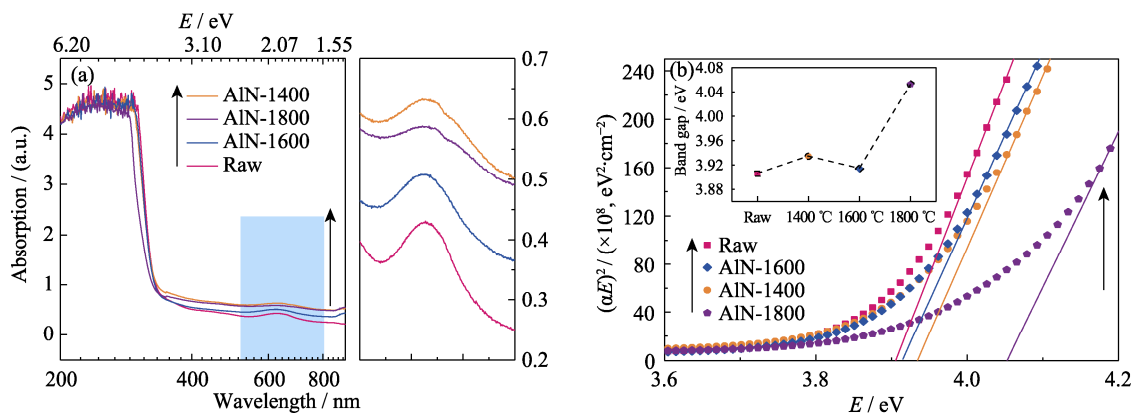 E / eV
6.20 3.10 2.07 1.55
(a)
AlN-1400
AlN-1800
AlN-1600
Raw
5
4
3
2
1
0
Absorption / (a.u.)
200 400 600 800
Wavelength / nm
0.7
0.6
0.5
0.4
0.3
0.2
(b)
240
200
160
120
80
40
0
(αE)² / (×10⁸, eV²·cm⁻²)
4.08
4.04
4.00
3.96
3.92
3.88
Band gap / eV
Raw 1400 ℃ 1600 ℃ 1800 ℃
Raw
AlN-1600
AlN-1400
AlN-1800
3.6 3.8 4.0 4.2
E / eV